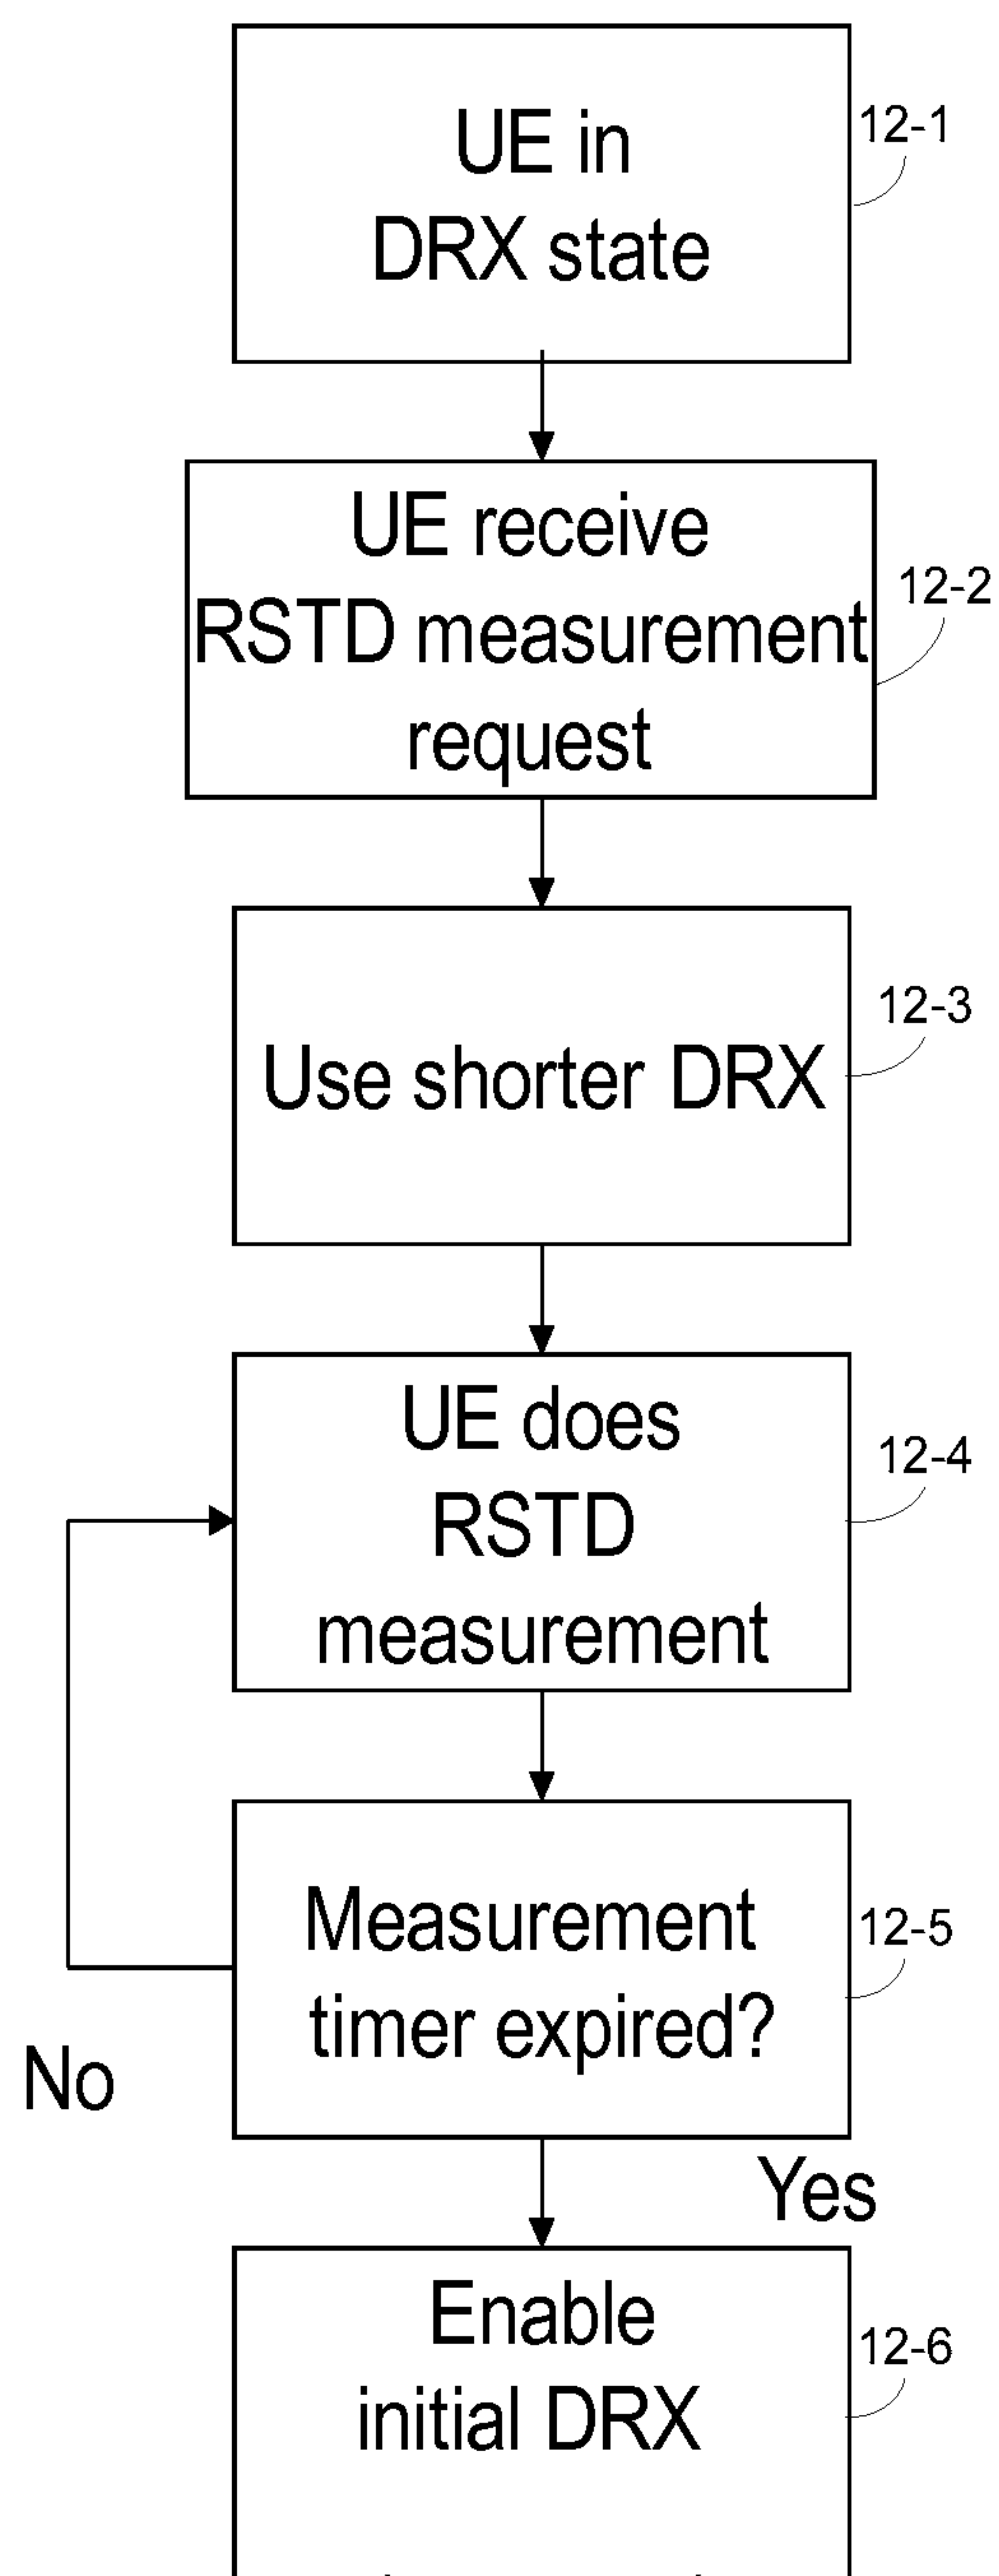 UE in
DRX state
12-1
UE receive
RSTD measurement
request
12-2
Use shorter DRX
12-3
UE does
RSTD
measurement
12-4
Measurement
timer expired?
12-5
No
Yes
Enable
initial DRX
12-6